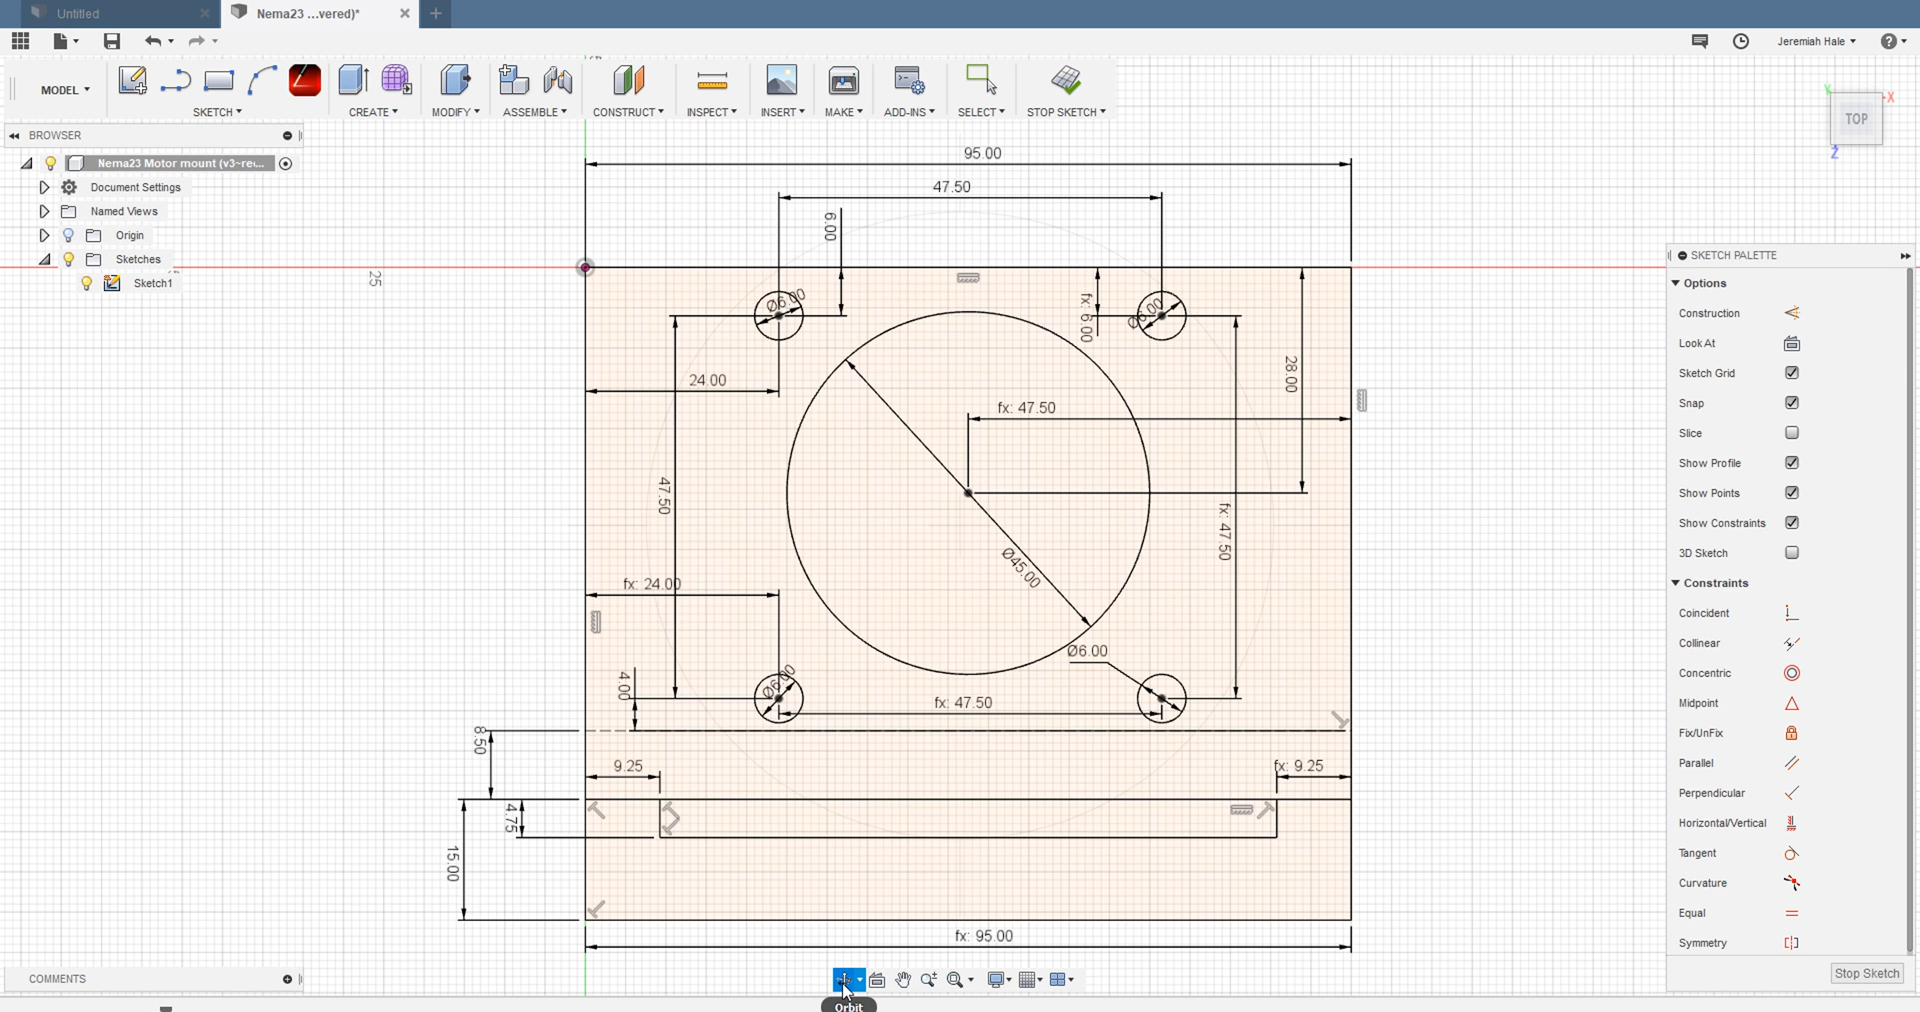 Untitled
Nema23 ...vered)*
Jeremiah Hale
MODEL
SKETCH
CREATE
MODIFY
ASSEMBLE
CONSTRUCT
INSPECT
INSERT
MAKE
ADD-INS
SELECT
STOP SKETCH
BROWSER
Nema23 Motor mount (v3~re‹...
Document Settings
Named Views
Origin
Sketches
Sketch1
25
TOP
X
Y
Z
95.00
47.50
6.00
Ø6.00
fx: 6.00
Ø6.00
28.00
24.00
fx: 47.50
47.50
fx: 47.50
Ø45.00
fx: 24.00
Ø6.00
4.00
Ø6.00
fx: 47.50
8.50
9.25
fx: 9.25
4.75
15.00
fx: 95.00
SKETCH PALETTE
Options
Construction
Look At
Sketch Grid
Snap
Slice
Show Profile
Show Points
Show Constraints
3D Sketch
Constraints
Coincident
Collinear
Concentric
Midpoint
Fix/UnFix
Parallel
Perpendicular
Horizontal/Vertical
Tangent
Curvature
Equal
Symmetry
Stop Sketch
COMMENTS
Orbit